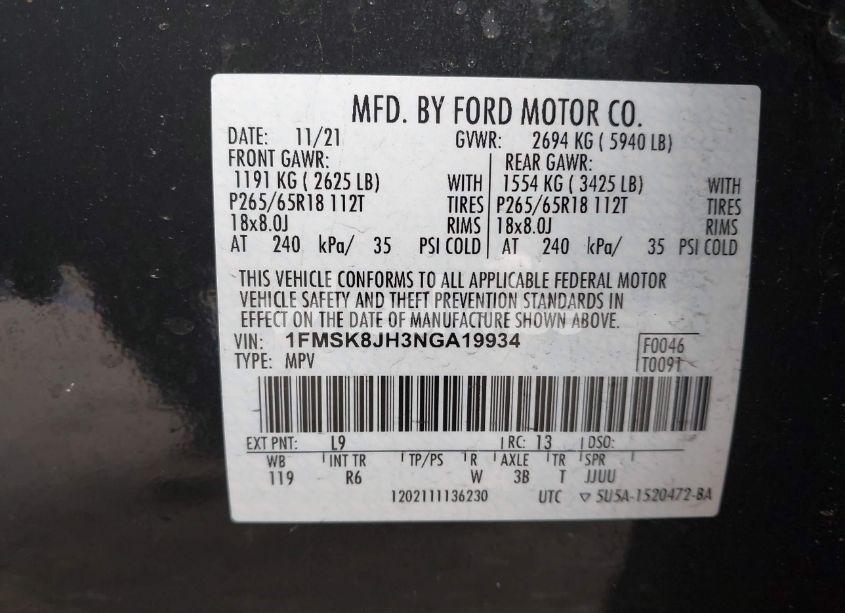 MFD. BY FORD MOTOR CO.
DATE: 11/21 GVWR: 2694 KG ( 5940 LB)
FRONT GAWR: REAR GAWR:
1191 KG ( 2625 LB) WITH 1554 KG ( 3425 LB) WITH
P265/65R18 112T TIRES P265/65R18 112T TIRES
18x8.0J RIMS 18x8.0J RIMS
AT 240 kPa/ 35 PSI COLD AT 240 kPa/ 35 PSI COLD
THIS VEHICLE CONFORMS TO ALL APPLICABLE FEDERAL MOTOR
VEHICLE SAFETY AND THEFT PREVENTION STANDARDS IN
EFFECT ON THE DATE OF MANUFACTURE SHOWN ABOVE.
VIN: 1FMSK8JH3NGA19934 F0046
TYPE: MPV T0091
EXT PNT: L9 RC: 13 DSO:
WB INT TR TP/PS R AXLE TR SPR
119 R6 W 3B T JJUU
1202111136230 UTC ▽ 5U5A-1520472-BA